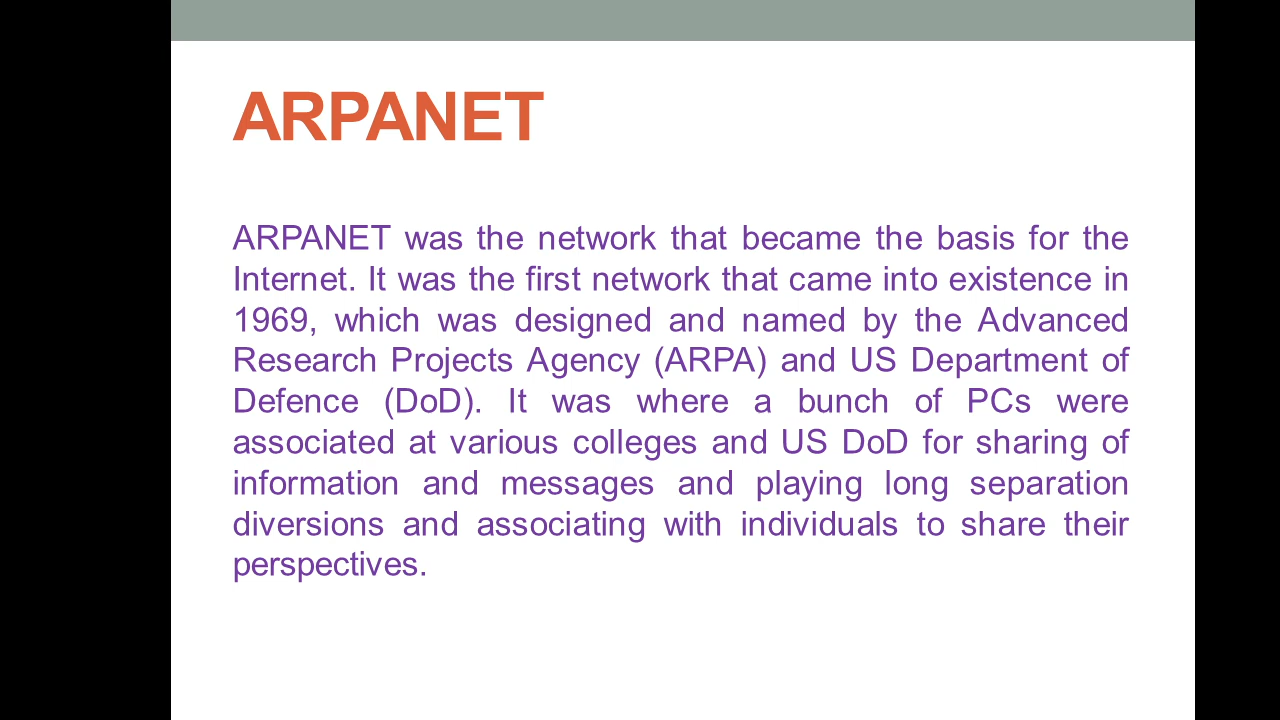 ARPANET
ARPANET was the network that became the basis for the
Internet. It was the first network that came into existence in
1969, which was designed and named by the Advanced
Research Projects Agency (ARPA) and US Department of
Defence (DoD). It was where a bunch of PCs were
associated at various colleges and US DoD for sharing of
information and messages and playing long separation
diversions and associating with individuals to share their
perspectives.